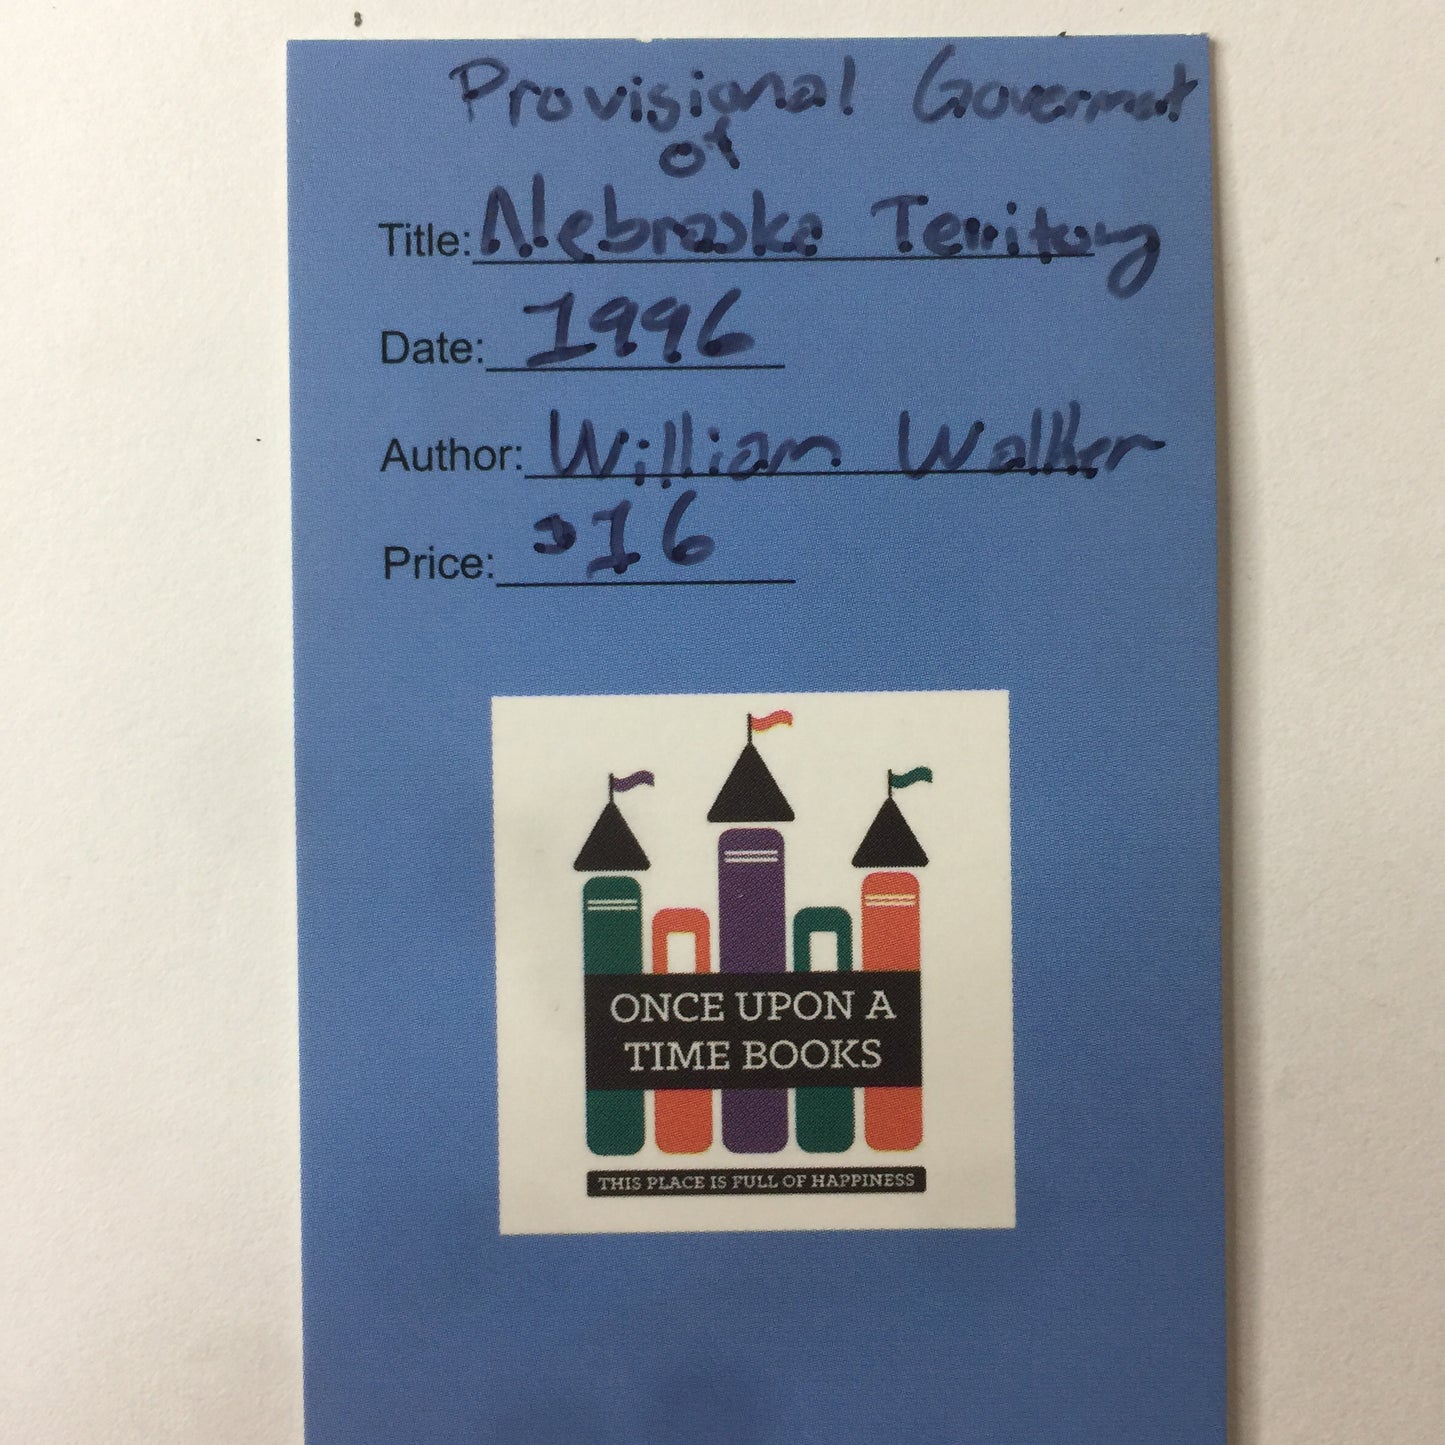 Provisional Goverment
of
Title: Nebraska Territory
Date: 1996
Author: William Walker
Price: $16
ONCE UPON A
TIME BOOKS
THIS PLACE IS FULL OF HAPPINESS